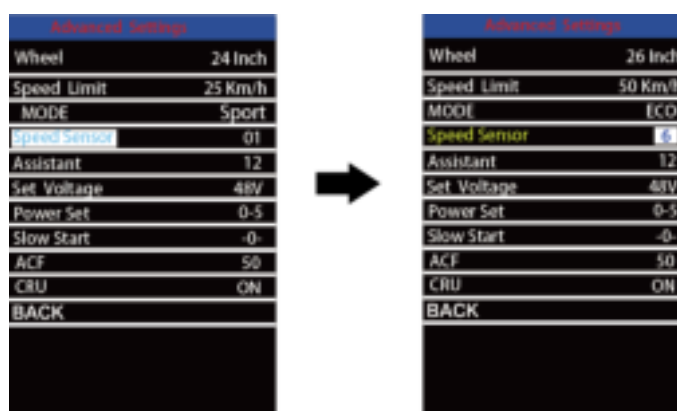 Advanced Settings
Wheel 24 Inch
Speed Limit 25 Km/h
MODE Sport
Speed Sensor 01
Assistant 12
Set Voltage 48V
Power Set 0-5
Slow Start -0-
ACF 50
CRU ON
BACK
Advanced Settings
Wheel 26 Inch
Speed Limit 50 Km/h
MODE ECO
Speed Sensor 6
Assistant 12
Set Voltage 48V
Power Set 0-5
Slow Start -0-
ACF 50
CRU ON
BACK